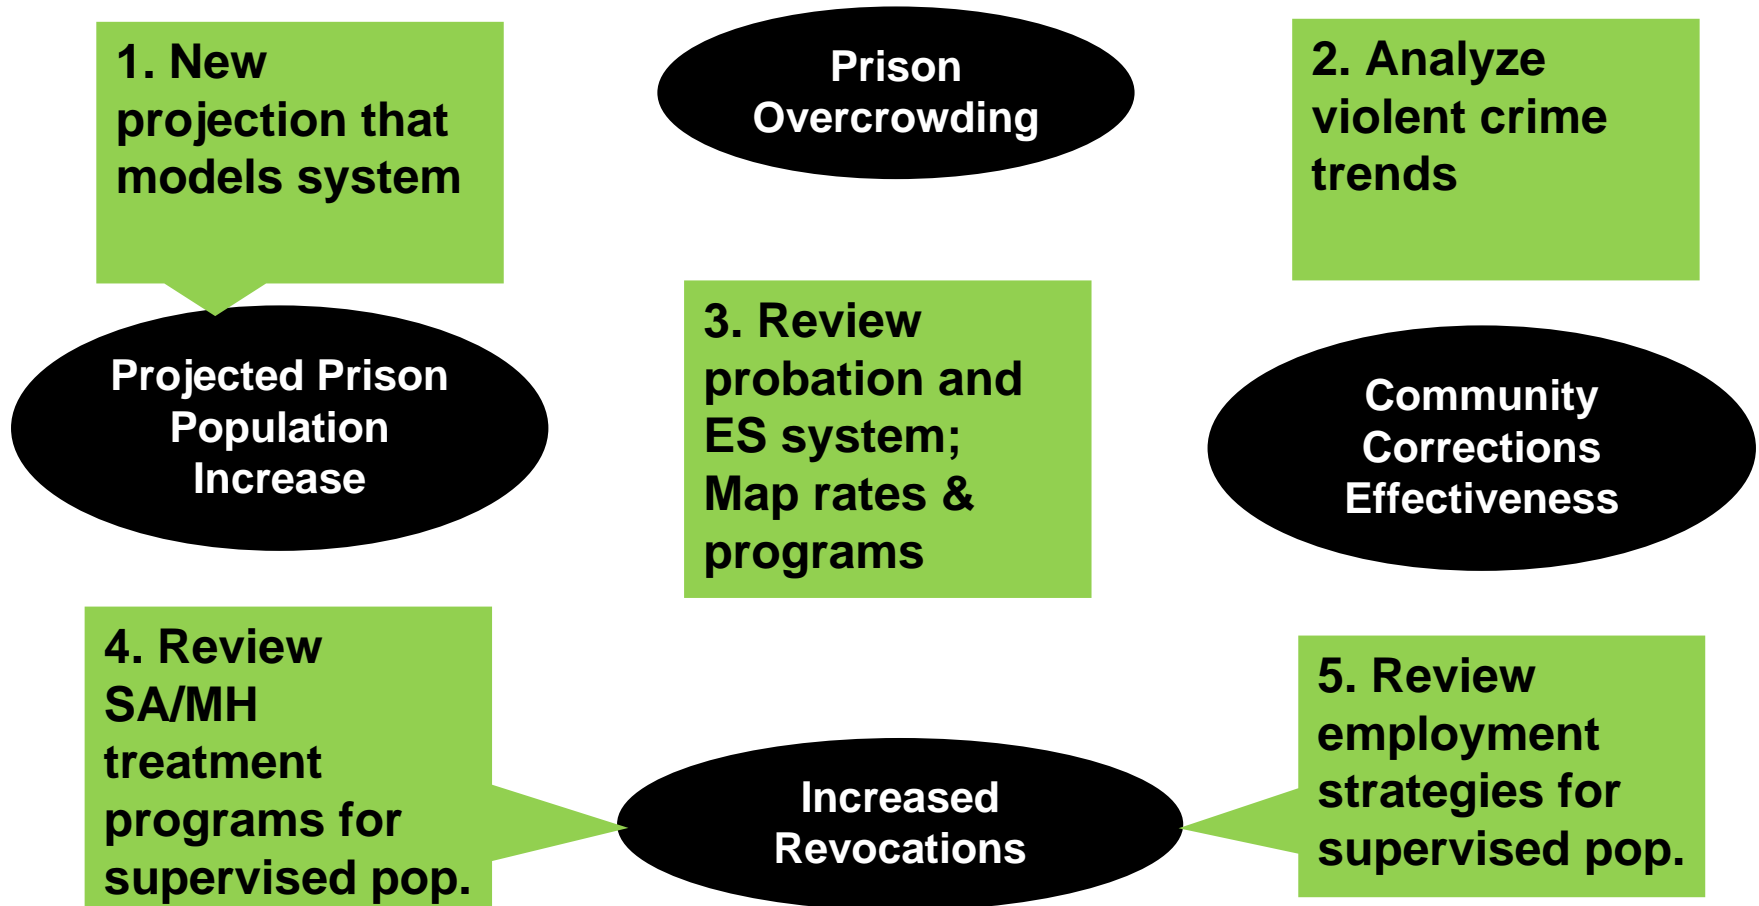 1. New
projection that
models system
Prison
Overcrowding
2. Analyze
violent crime
trends
Projected Prison
Population
Increase
3. Review
probation and
ES system;
Map rates &
programs
Community
Corrections
Effectiveness
4. Review
SA/MH
treatment
programs for
supervised pop.
Increased
Revocations
5. Review
employment
strategies for
supervised pop.